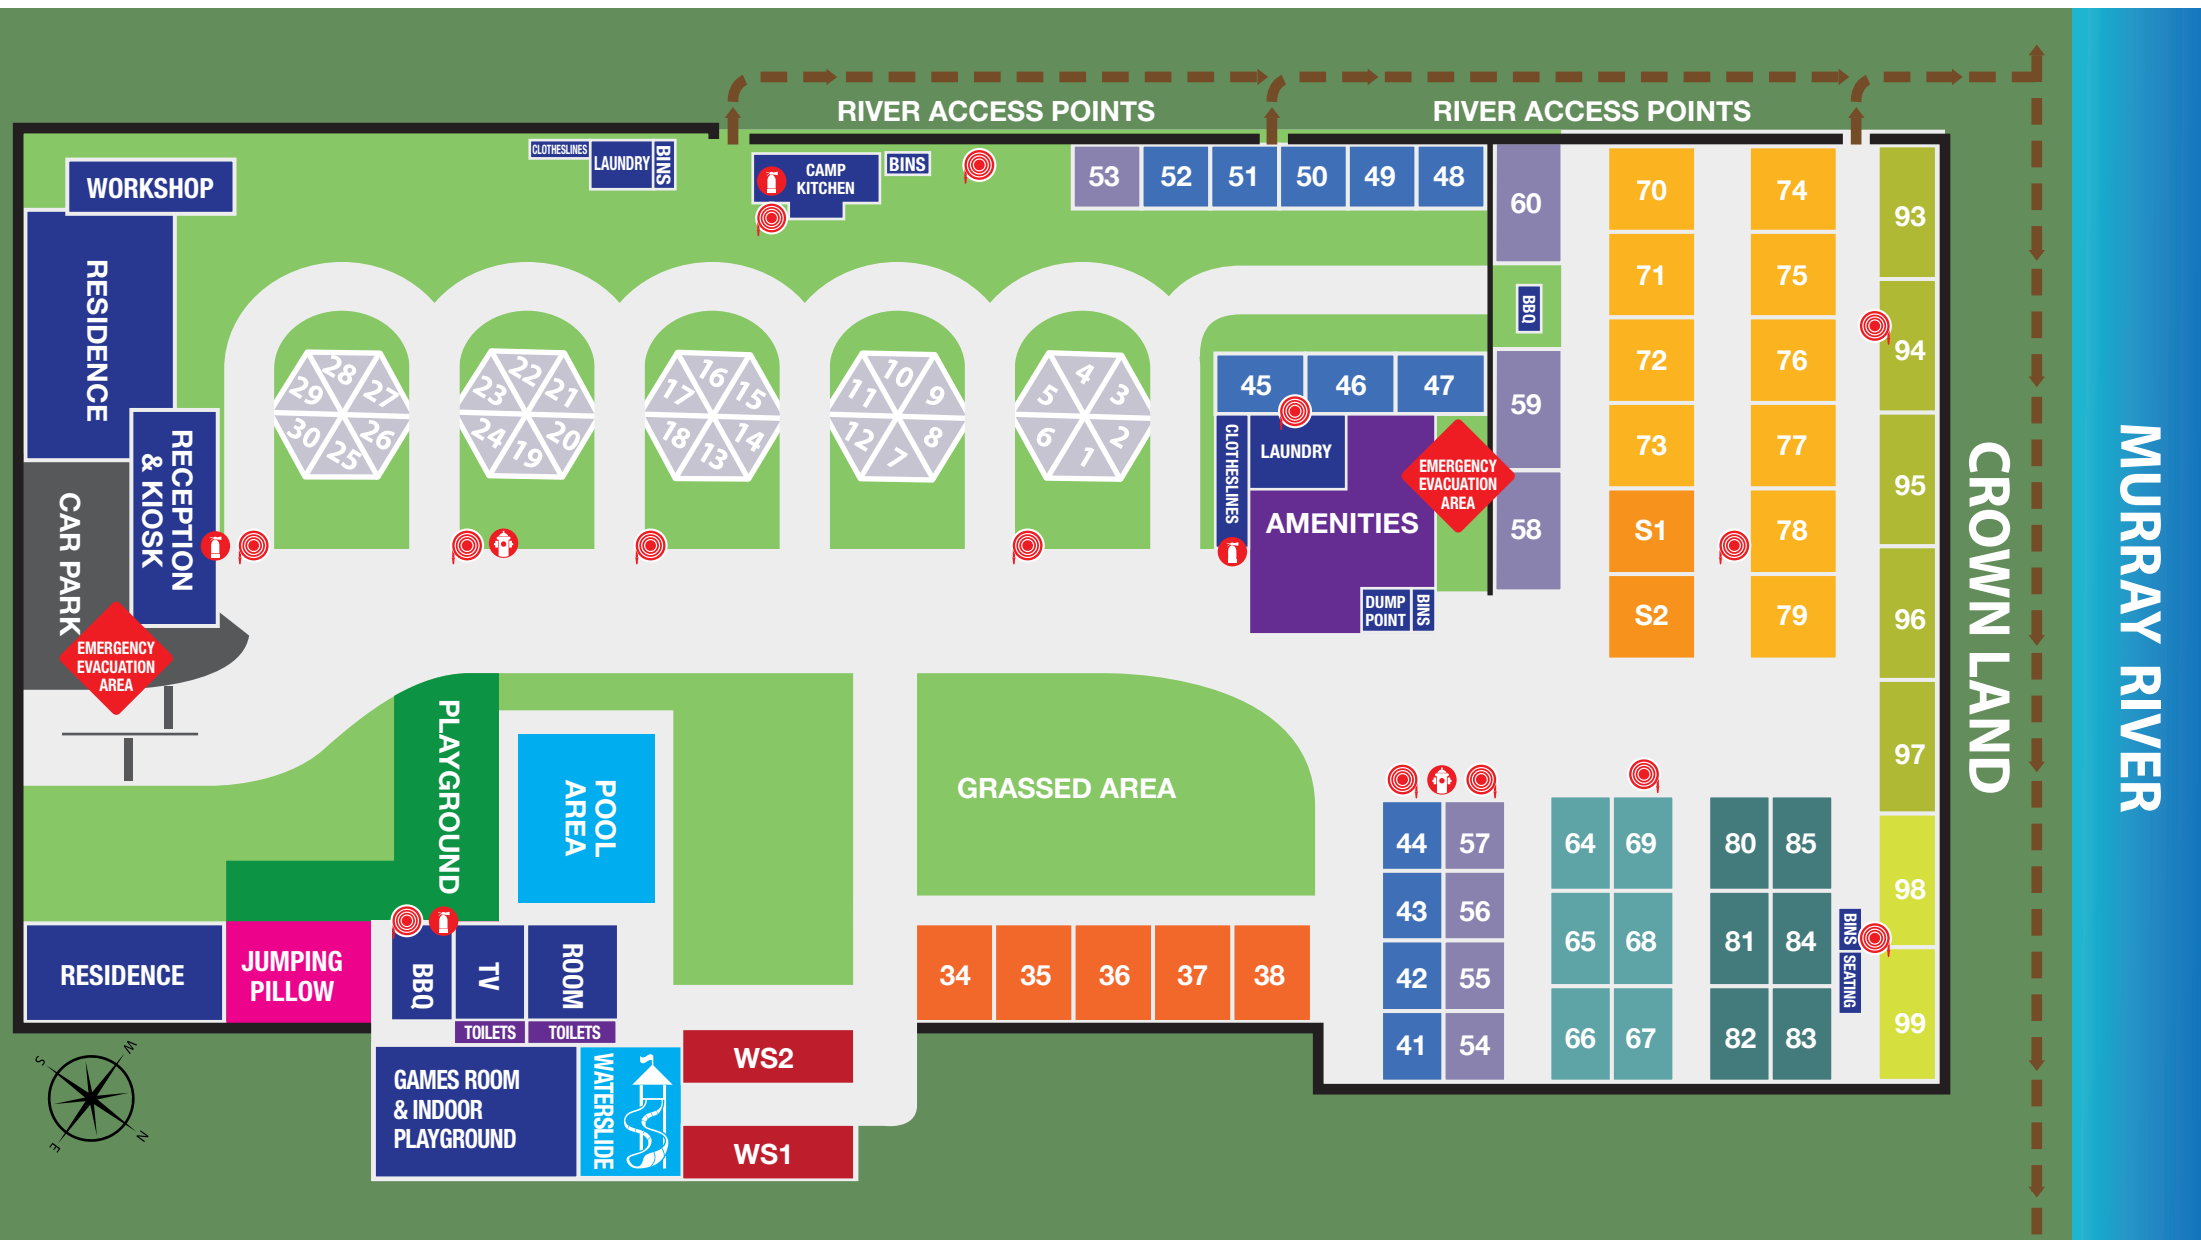 RIVER ACCESS POINTS
RIVER ACCESS POINTS
WORKSHOP
CLOTHESLINES
LAUNDRY
BINS
CAMP
KITCHEN
BINS
53
52
51
50
49
48
60
70
74
93
RESIDENCE
71
75
BBQ
72
76
94
28
29
27
30
26
25
22
23
21
24
20
19
16
17
15
18
14
13
10
11
9
12
8
7
4
5
3
6
2
1
45
46
47
59
73
77
RECEPTION
& KIOSK
CAR PARK
CLOTHESLINES
LAUNDRY
AMENITIES
EMERGENCY
EVACUATION
AREA
58
S1
78
95
DUMP
POINT
BINS
S2
79
96
EMERGENCY
EVACUATION
AREA
CROWN LAND
MURRAY RIVER
PLAYGROUND
POOL
AREA
GRASSED AREA
97
44
57
64
69
80
85
98
43
56
65
68
81
84
BINS
SEATING
42
55
41
54
66
67
82
83
99
RESIDENCE
JUMPING
PILLOW
BBQ
TV
ROOM
TOILETS
TOILETS
34
35
36
37
38
GAMES ROOM
& INDOOR
PLAYGROUND
WATERSLIDE
WS2
WS1
S
W
E
N